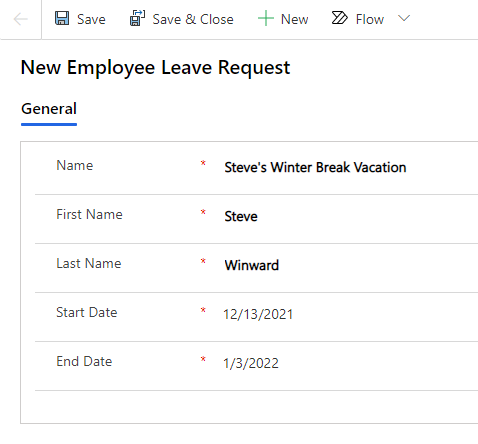 Save Save & Close New Flow
New Employee Leave Request
General
Name * Steve's Winter Break Vacation
First Name * Steve
Last Name * Winward
Start Date * 12/13/2021
End Date * 1/3/2022